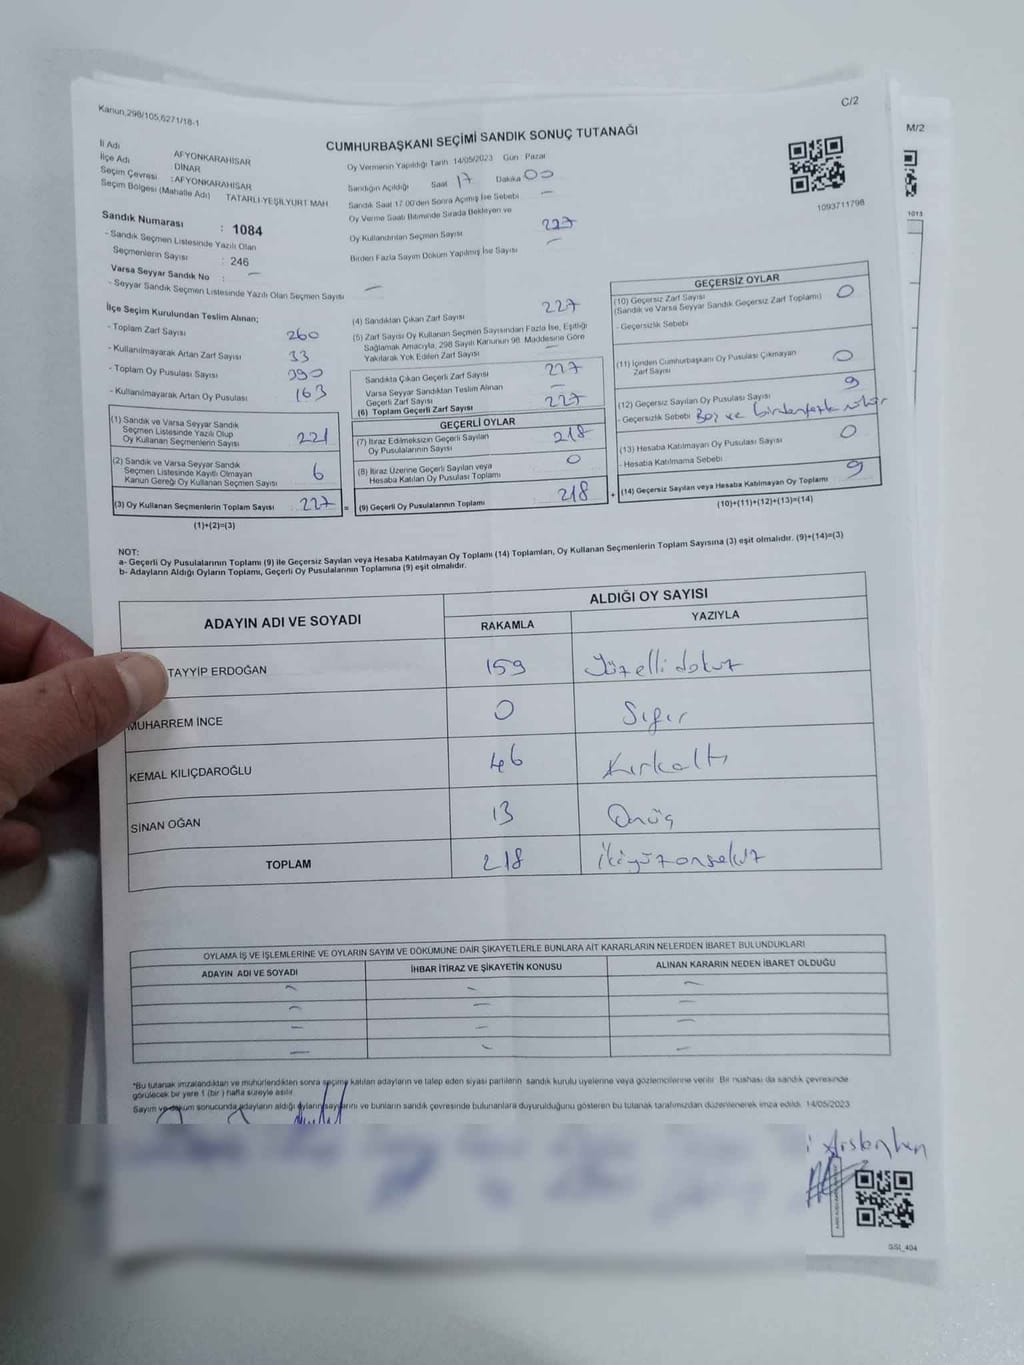 Kanun,298/105,6271/18-1
C/2
M/2
CUMHURBAŞKANI SEÇİMİ SANDIK SONUÇ TUTANAĞI
İl Adı AFYONKARAHİSAR
İlçe Adı DİNAR
Seçim Çevresi :AFYONKARAHİSAR
Seçim Bölgesi (Mahalle Adı) TATARLI-YEŞİLYURT MAH
Oy Vermenin Yapıldığı Tarih 14/05/2023 Gün Pazar
Sandığın Açıldığı Saat 17 Dakika 00
Sandık Saat 17.00'den Sonra Açılmış İse Sebebi —
Oy Verme Saati Bitiminde Sırada Bekleyen ve
Oy Kullandırılan Seçmen Sayısı 227
Birden Fazla Sayım Döküm Yapılmış İse Sayısı —
1093711798
1013
Sandık Numarası : 1084
- Sandık Seçmen Listesinde Yazılı Olan
Seçmenlerin Sayısı : 246
Varsa Seyyar Sandık No : —
- Seyyar Sandık Seçmen Listesinde Yazılı Olan Seçmen Sayısı —
İlçe Seçim Kurulundan Teslim Alınan;
- Toplam Zarf Sayısı 260
- Kullanılmayarak Artan Zarf Sayısı 33
- Toplam Oy Pusulası Sayısı 390
- Kullanılmayarak Artan Oy Pusulası 163
(1) Sandık ve Varsa Seyyar Sandık
Seçmen Listesinde Yazılı Olup
Oy Kullanan Seçmenlerin Sayısı 221
(2) Sandık ve Varsa Seyyar Sandık
Seçmen Listesinde Kayıtlı Olmayan
Kanun Gereği Oy Kullanan Seçmen Sayısı 6
(3) Oy Kullanan Seçmenlerin Toplam Sayısı 227 =
(1)+(2)=(3)
(4) Sandıktan Çıkan Zarf Sayısı 227
(5) Zarf Sayısı Oy Kullanan Seçmen Sayısından Fazla İse, Eşitliği
Sağlamak Amacıyla, 298 Sayılı Kanunun 98. Maddesine Göre
Yakılarak Yok Edilen Zarf Sayısı —
Sandıkta Çıkan Geçerli Zarf Sayısı 227
Varsa Seyyar Sandıktan Teslim Alınan
Geçerli Zarf Sayısı —
(6) Toplam Geçerli Zarf Sayısı 227
GEÇERLİ OYLAR
(7) İtiraz Edilmeksizin Geçerli Sayılan
Oy Pusulalarının Sayısı 218
(8) İtiraz Üzerine Geçerli Sayılan veya
Hesaba Katılan Oy Pusulası Toplamı 0
(9) Geçerli Oy Pusulalarının Toplamı 218 +
GEÇERSİZ OYLAR
(10) Geçersiz Zarf Sayısı
(Sandık ve Varsa Seyyar Sandık Geçersiz Zarf Toplamı) 0
- Geçersizlik Sebebi
(11) İçinden Cumhurbaşkanı Oy Pusulası Çıkmayan
Zarf Sayısı 0
(12) Geçersiz Sayılan Oy Pusulası Sayısı 9
- Geçersizlik Sebebi Boş ve birden fazla mühür
(13) Hesaba Katılmayan Oy Pusulası Sayısı 0
- Hesaba Katılmama Sebebi
(14) Geçersiz Sayılan veya Hesaba Katılmayan Oy Toplamı 9
(10)+(11)+(12)+(13)=(14)
NOT:
a- Geçerli Oy Pusulalarının Toplamı (9) ile Geçersiz Sayılan veya Hesaba Katılmayan Oy Toplamı (14) Toplamları, Oy Kullanan Seçmenlerin Toplam Sayısına (3) eşit olmalıdır. (9)+(14)=(3)
b- Adayların Aldığı Oyların Toplamı, Geçerli Oy Pusulalarının Toplamına (9) eşit olmalıdır.
ADAYIN ADI VE SOYADI
ALDIĞI OY SAYISI
RAKAMLA YAZIYLA
TAYYİP ERDOĞAN 159 Yüzelli dokuz
MUHARREM İNCE 0 Sıfır
KEMAL KILIÇDAROĞLU 46 Kırkaltı
SİNAN OĞAN 13 Onüç
TOPLAM 218 İkiyüzonsekiz
OYLAMA İŞ VE İŞLEMLERİNE VE OYLARIN SAYIM VE DÖKÜMÜNE DAİR ŞİKAYETLERLE BUNLARA AİT KARARLARIN NELERDEN İBARET BULUNDUKLARI
ADAYIN ADI VE SOYADI İHBAR İTİRAZ VE ŞİKAYETİN KONUSU ALINAN KARARIN NEDEN İBARET OLDUĞU
— — —
— — —
— — —
— — —
*Bu tutanak imzalandıktan ve mühürlendikten sonra seçime katılan adayların ve talep eden siyasi partilerin sandık kurulu üyelerine veya gözlemcilerine verilir. Bir nüshası da sandık çevresinde
görülecek bir yere 1 (bir) hafta süreyle asılır.
Sayım ve döküm sonucunda adayların aldığı oyların sayılarını ve bunların sandık çevresinde bulunanlara duyurulduğunu gösteren bu tutanak tarafımızdan düzenlenerek imza edildi. 14/05/2023
GSI_404